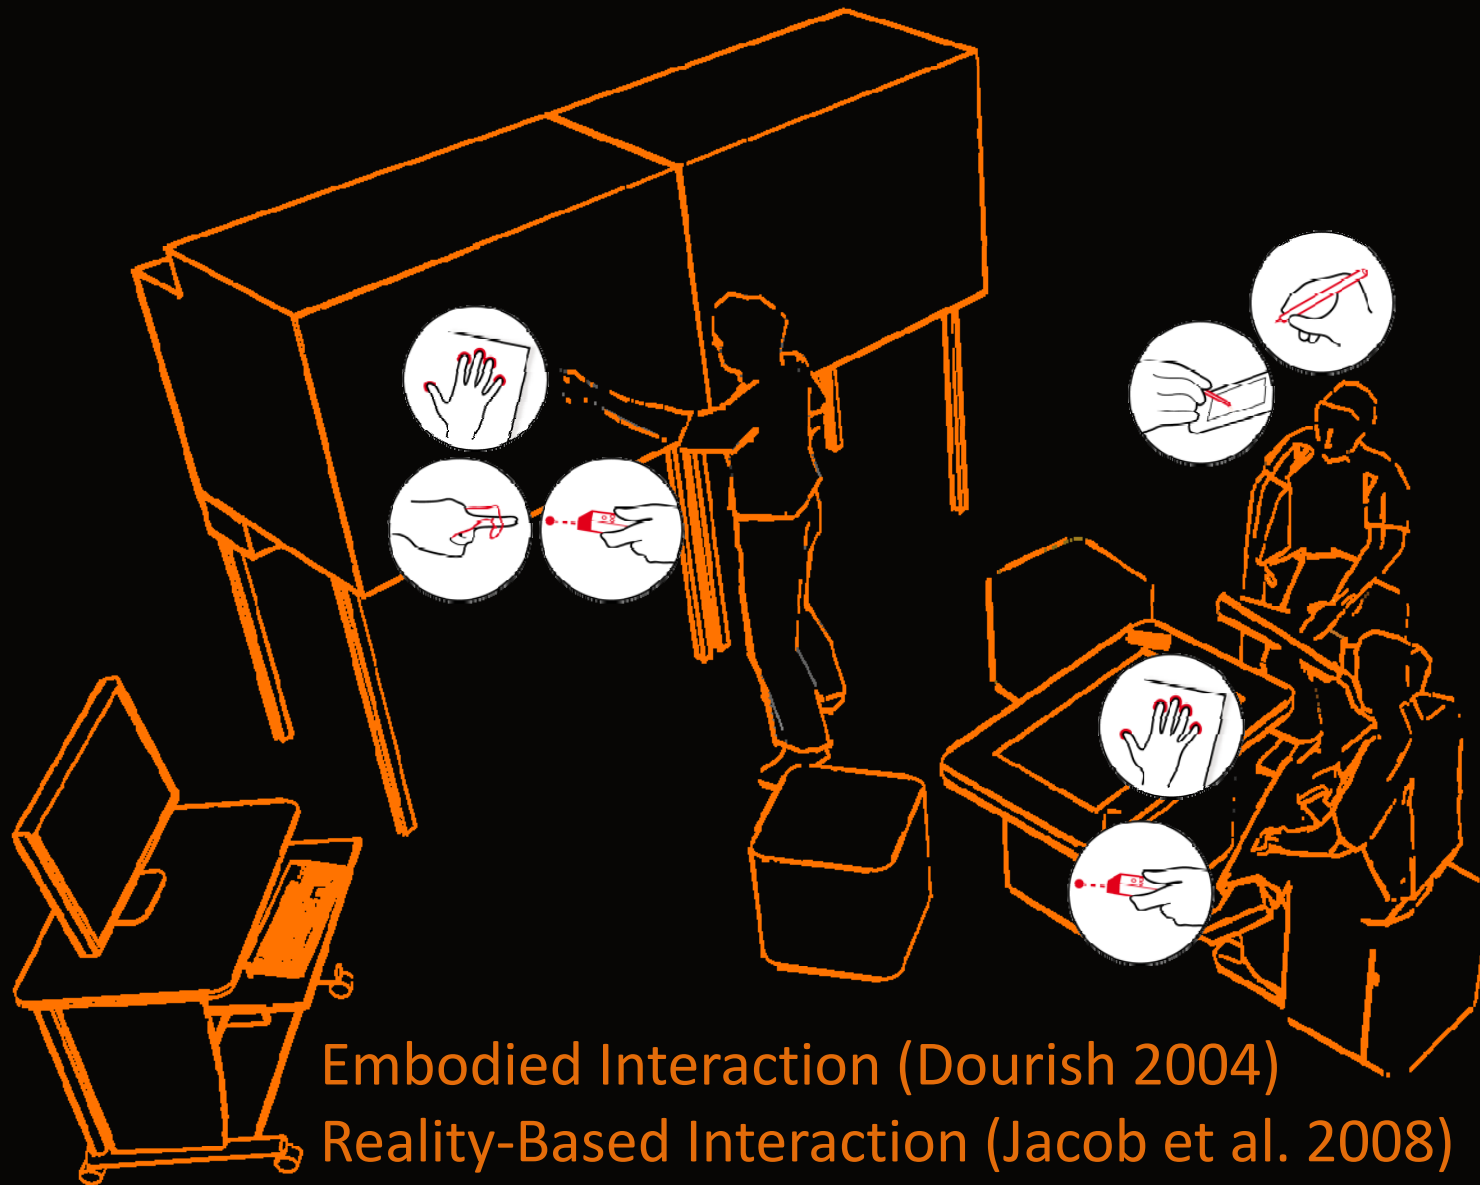 Embodied Interaction (Dourish 2004)
Reality-Based Interaction (Jacob et al. 2008)